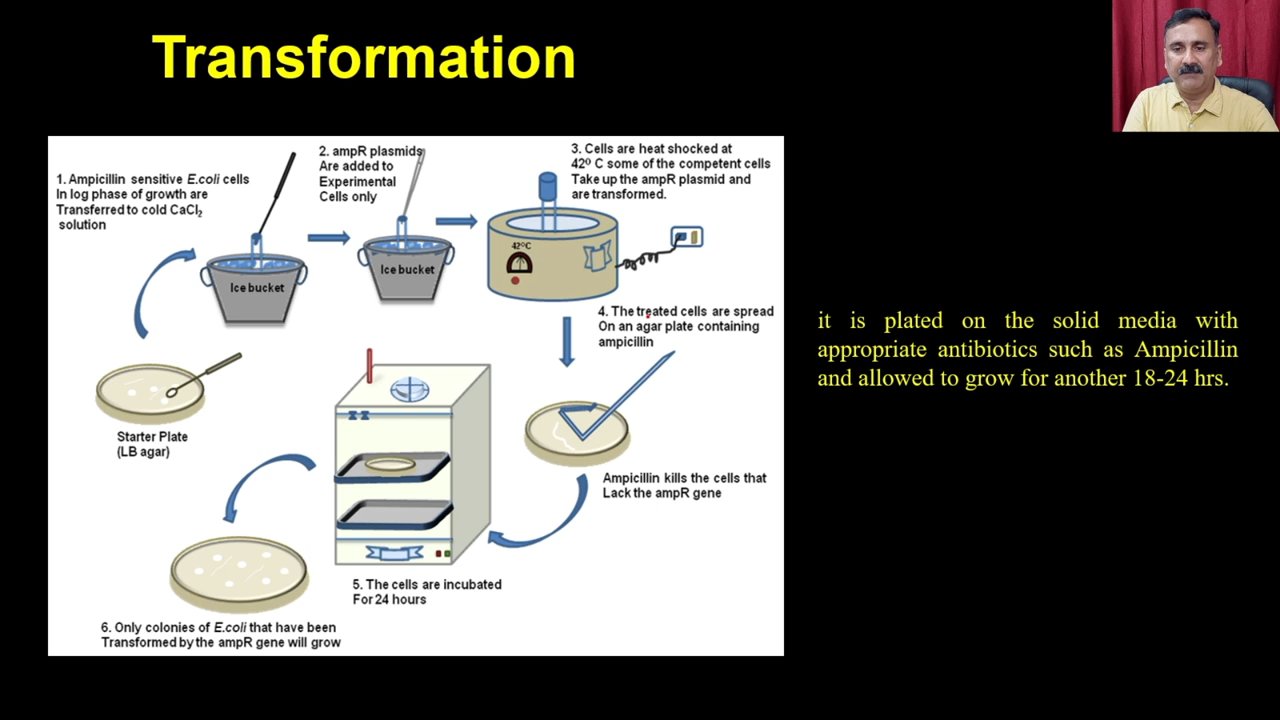 Transformation
1. Ampicillin sensitive E.coli cells
In log phase of growth are
Transferred to cold CaCl₂
solution
2. ampR plasmids
Are added to
Experimental
Cells only
3. Cells are heat shocked at
42⁰ C some of the competent cells
Take up the ampR plasmid and
are transformed.
Ice bucket
Ice bucket
42⁰C
4. The treated cells are spread
On an agar plate containing
ampicillin
it is plated on the solid media with
appropriate antibiotics such as Ampicillin
and allowed to grow for another 18-24 hrs.
Starter Plate
(LB agar)
Ampicillin kills the cells that
Lack the ampR gene
5. The cells are incubated
For 24 hours
6. Only colonies of E.coli that have been
Transformed by the ampR gene will grow